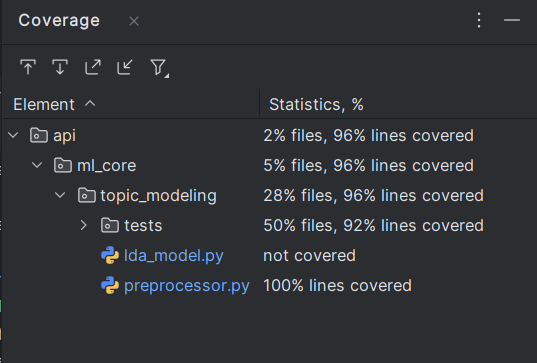 Coverage
Element Statistics, %
api 2% files, 96% lines covered
ml_core 5% files, 96% lines covered
topic_modeling 28% files, 96% lines covered
tests 50% files, 92% lines covered
lda_model.py not covered
preprocessor.py 100% lines covered